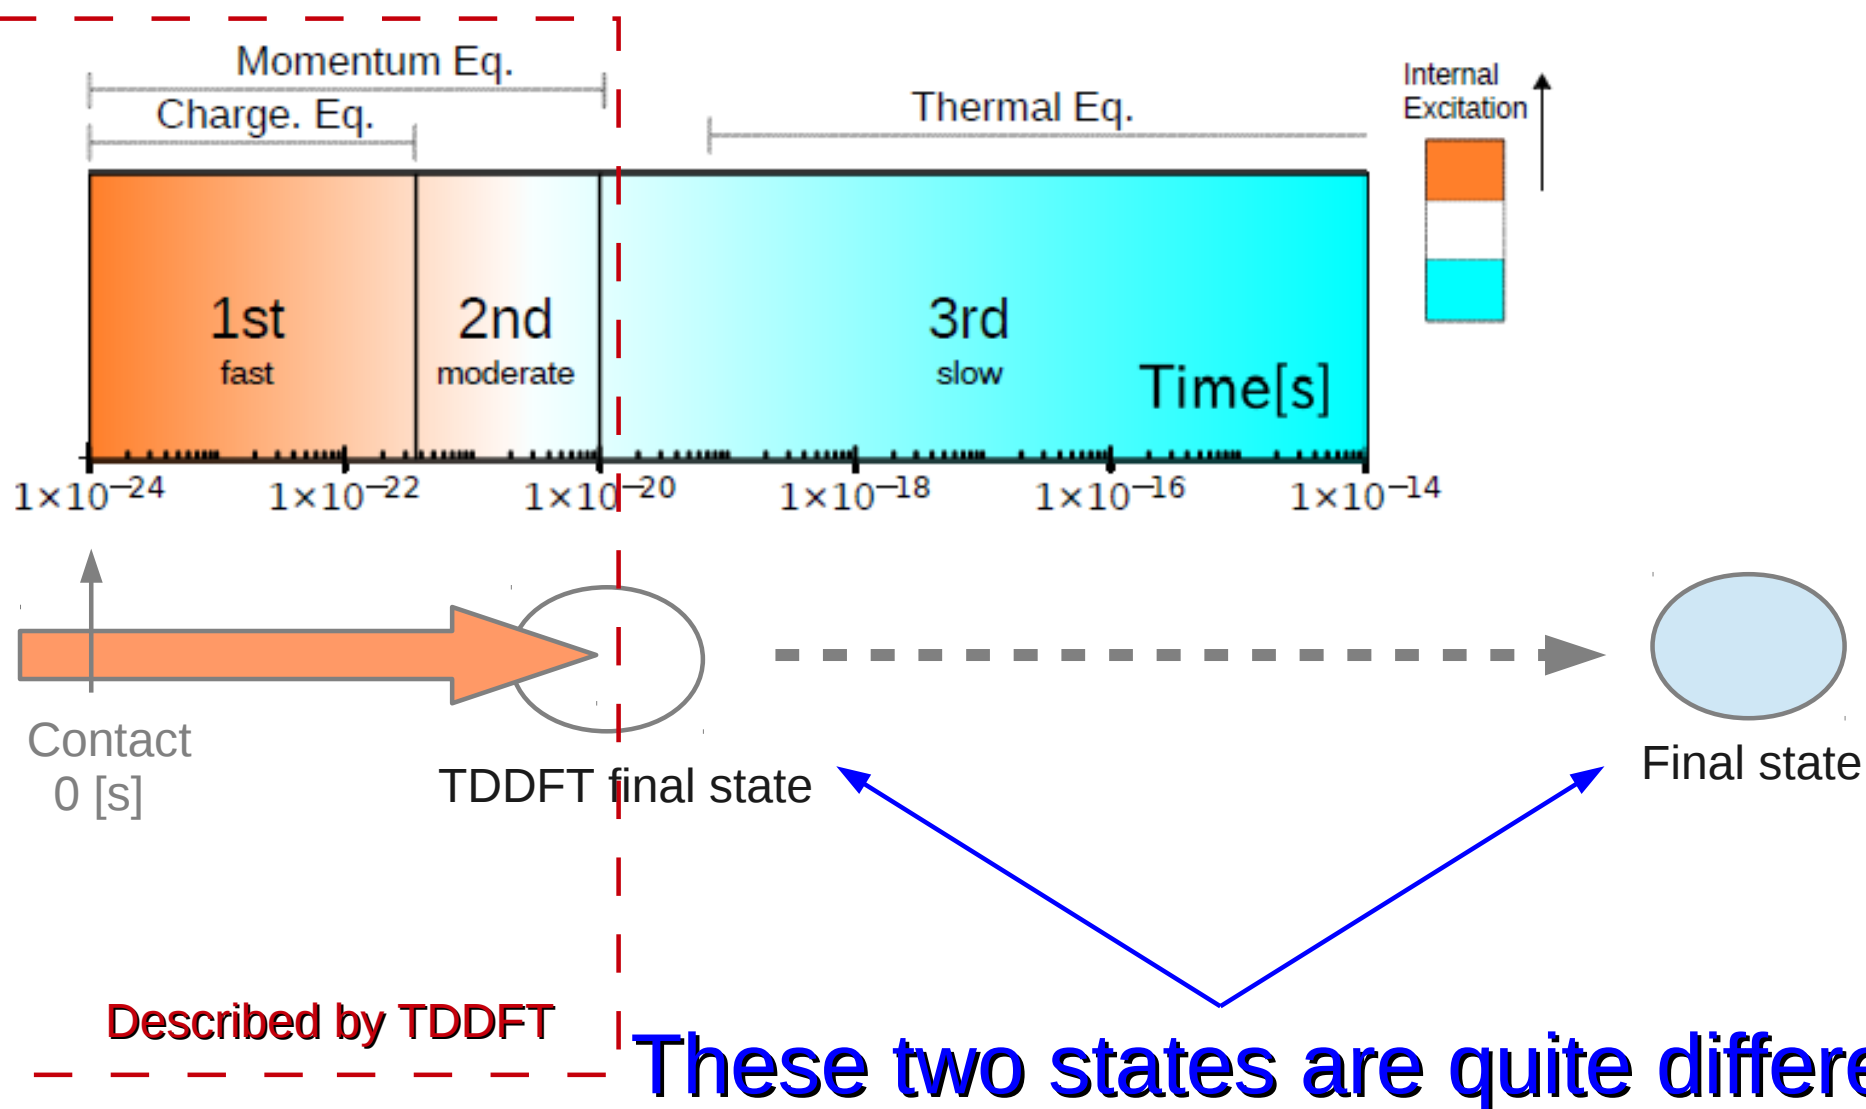 Momentum Eq.
Charge. Eq.
Thermal Eq.
Internal
Excitation
1st
fast
2nd
moderate
3rd
slow
Time[s]
1×10⁻²⁴
1×10⁻²²
1×10⁻²⁰
1×10⁻¹⁸
1×10⁻¹⁶
1×10⁻¹⁴
Contact
0 [s]
TDDFT final state
Final state
Described by TDDFT
These two states are quite differe